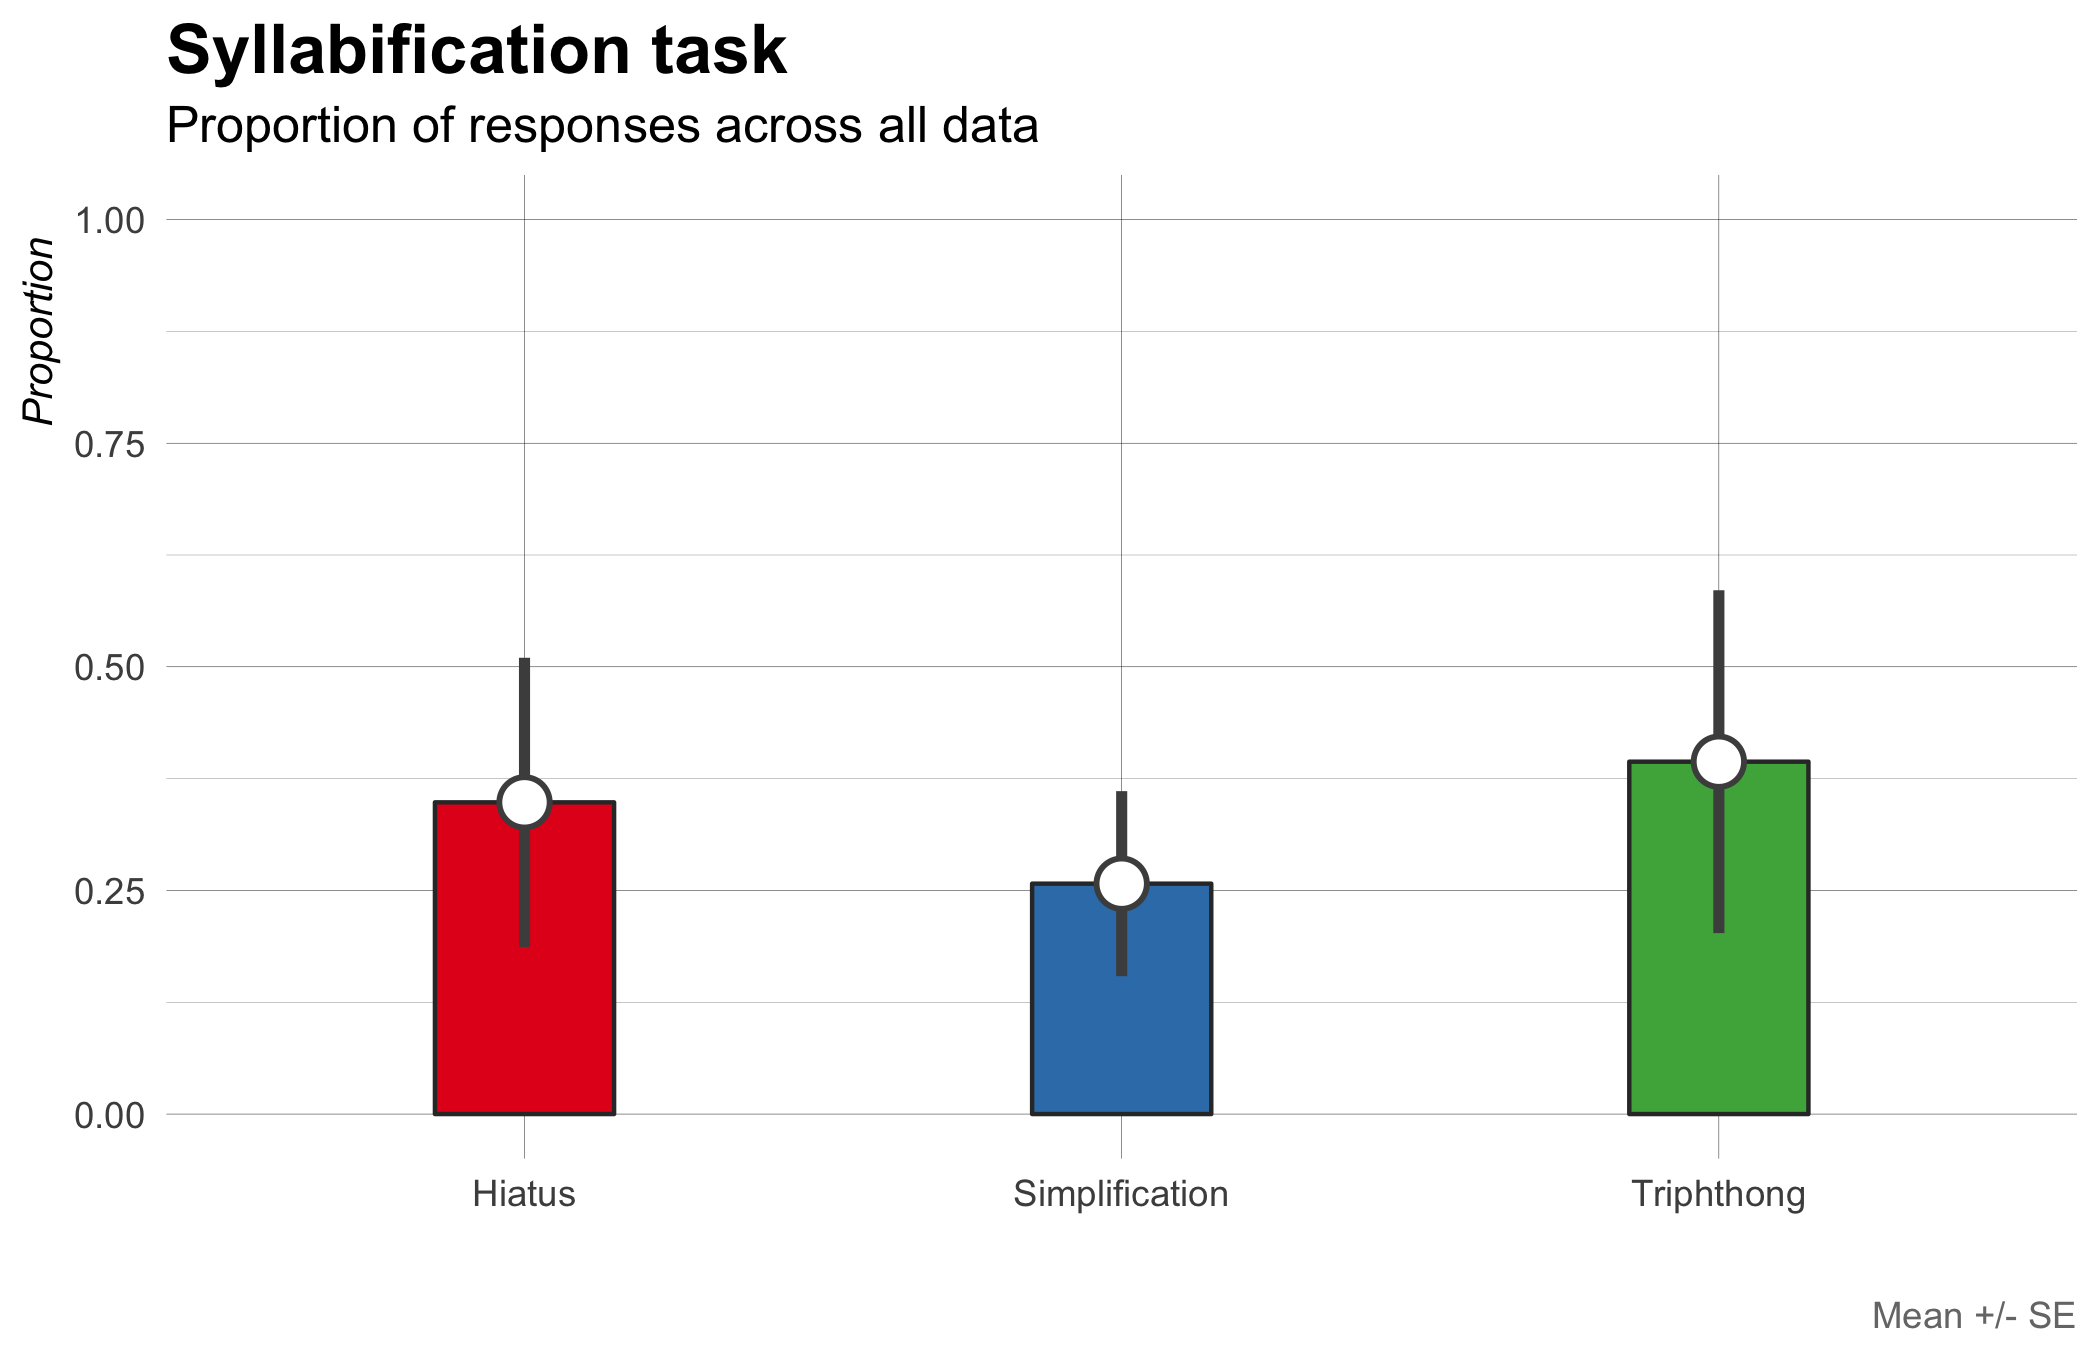 Syllabification task
Proportion of responses across all data
Proportion
1.00
0.75
0.50
0.25
0.00
Hiatus
Simplification
Triphthong
Mean +/- SE